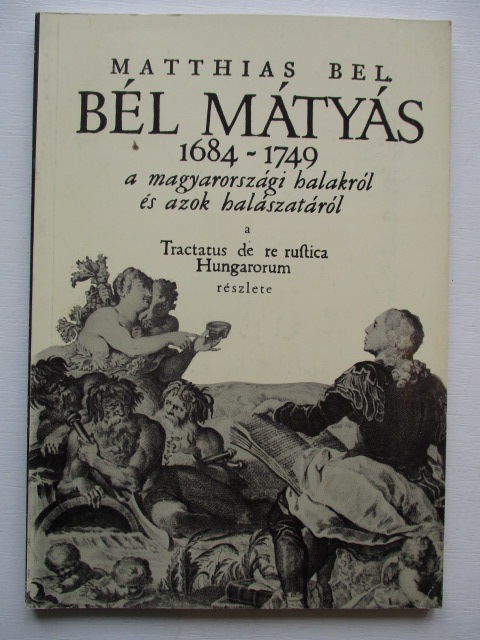 MATTHIAS BEL.
BÉL MÁTYÁS
1684-1749
a magyarországi halakról
és azok halászatáról
a
Tractatus de re ruſtica
Hungarorum
részlete